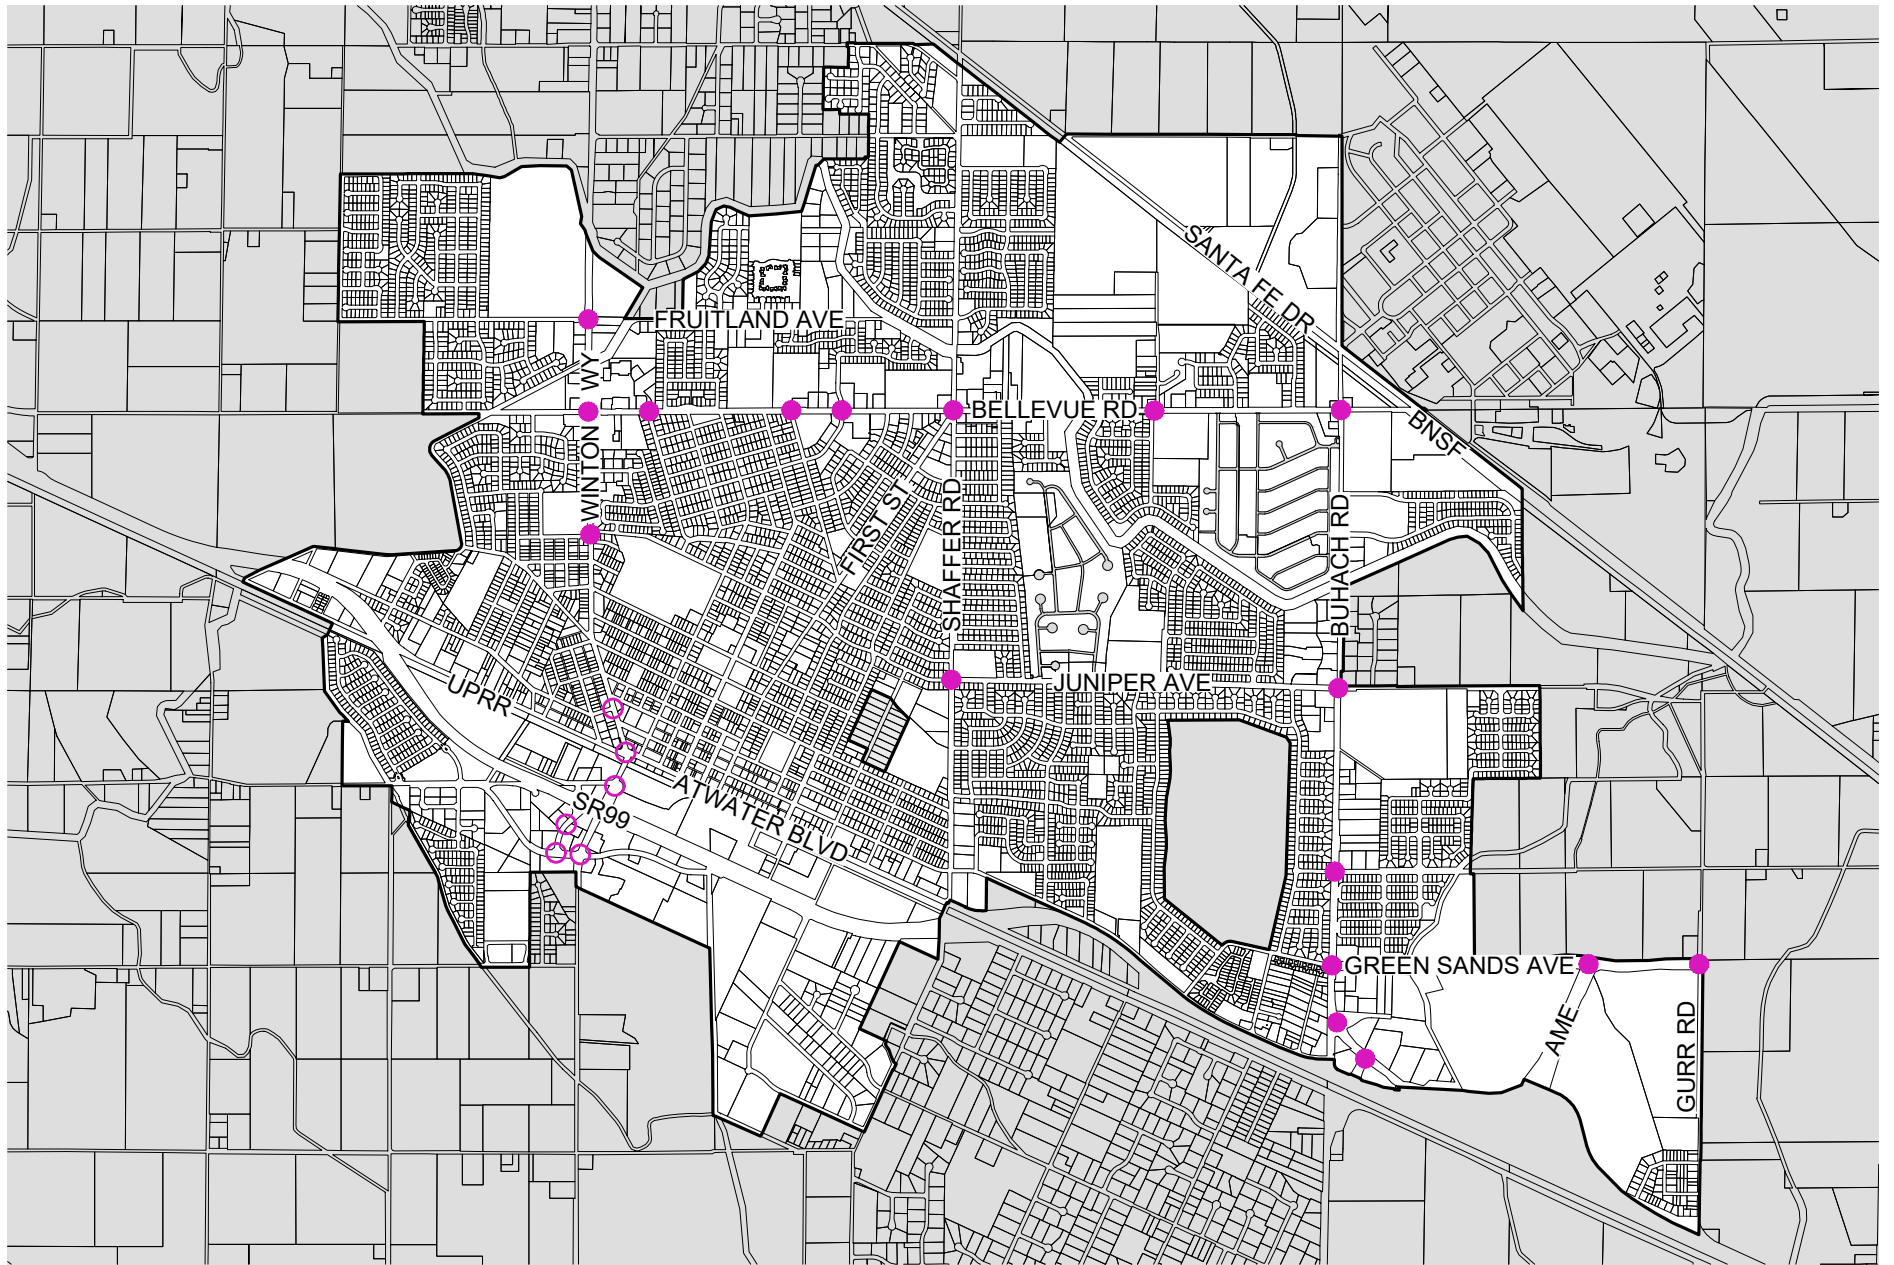 SANTA FE DR
FRUITLAND AVE
WINTON WY
BELLEVUE RD
BNSF
FIRST ST
SHAFFER RD
BUHACH RD
UPRR
JUNIPER AVE
SR99
ATWATER BLVD
GREEN SANDS AVE
AME
GURR RD